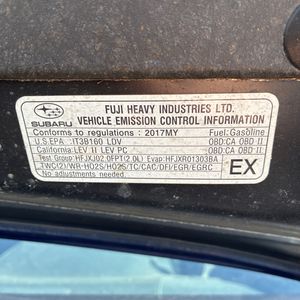 SUBARU
FUJI HEAVY INDUSTRIES LTD.
VEHICLE EMISSION CONTROL INFORMATION
Conforms to regulations : 2017MY Fuel:Gasoline
U.S.EPA :IT3B160 LDV OBD:CA OBD II
California:LEV II LEV PC OBD:CA OBD II
Test Group:HFJXJ02.0FPT(2.0L) Evap:HFJXR01303BA
TWC(2)/WR-HO2S/HO2S/TC/CAC/DFI/EGR/EGRC
No adjustments needed.
EX